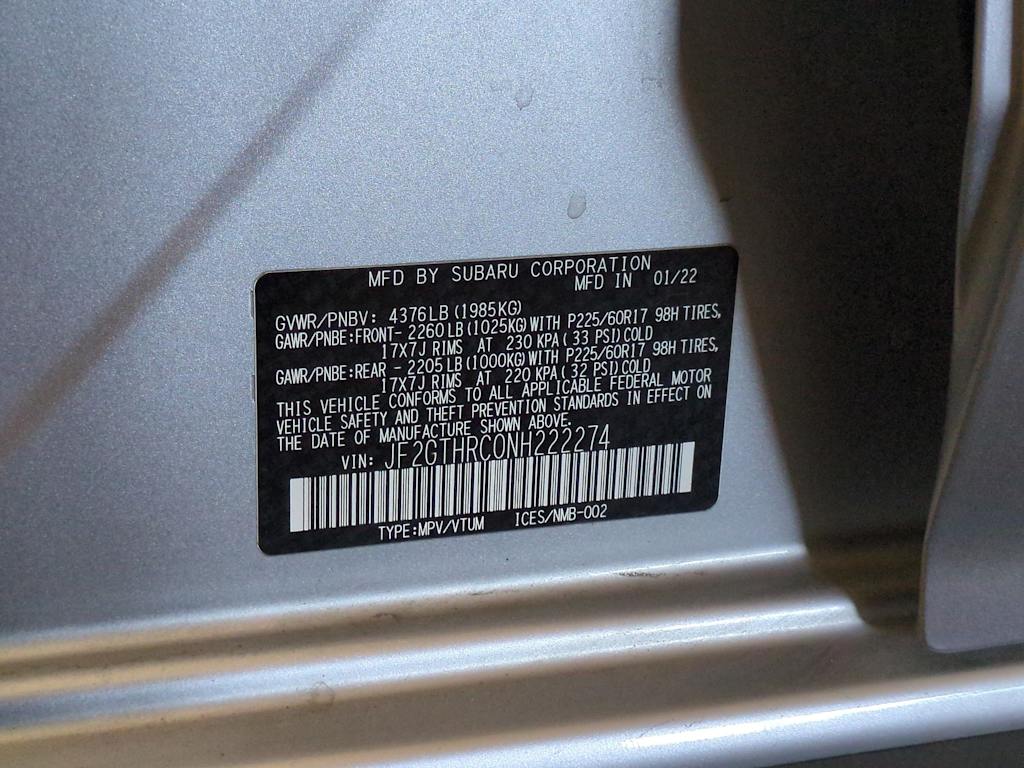 MFD BY SUBARU CORPORATION
MFD IN 01/22
GVWR/PNBV: 4376LB (1985KG)
GAWR/PNBE:FRONT- 2260LB (1025KG) WITH P225/60R17 98H TIRES,
17X7J RIMS AT 230 KPA ( 33 PSI) COLD
GAWR/PNBE:REAR - 2205LB (1000KG) WITH P225/60R17 98H TIRES,
17X7J RIMS AT 220 KPA ( 32 PSI) COLD
THIS VEHICLE CONFORMS TO ALL APPLICABLE FEDERAL MOTOR
VEHICLE SAFETY AND THEFT PREVENTION STANDARDS IN EFFECT ON
THE DATE OF MANUFACTURE SHOWN ABOVE.
VIN: JF2GTHRC0NH222274
TYPE:MPV/VTUM ICES/NMB-002